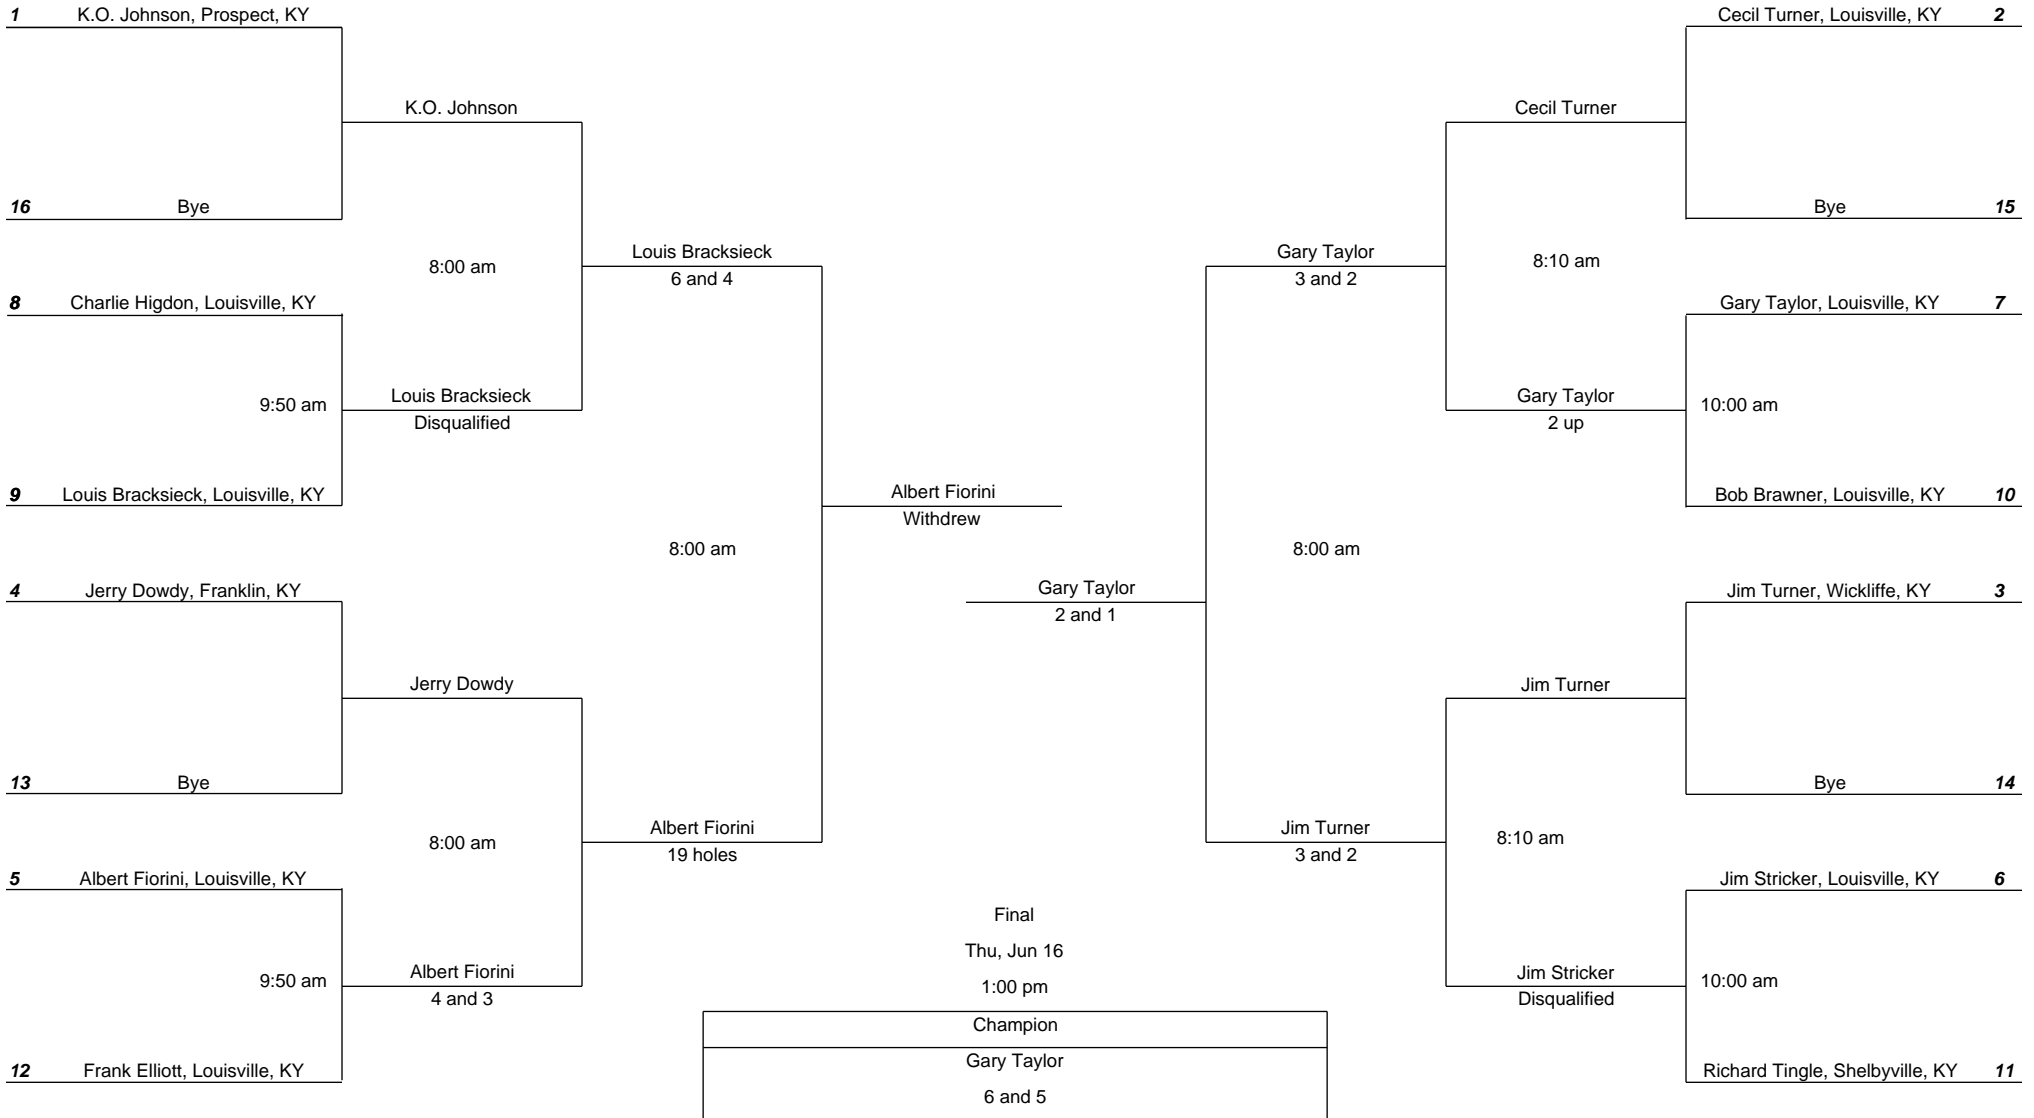 1 K.O. Johnson, Prospect, KY
Cecil Turner, Louisville, KY 2
K.O. Johnson
Cecil Turner
16 Bye
Bye 15
Louis Bracksieck
6 and 4
Gary Taylor
3 and 2
8:00 am
8:10 am
8 Charlie Higdon, Louisville, KY
Gary Taylor, Louisville, KY 7
9:50 am
Louis Bracksieck
Disqualified
Gary Taylor
2 up
10:00 am
9 Louis Bracksieck, Louisville, KY
Bob Brawner, Louisville, KY 10
Albert Fiorini
Withdrew
8:00 am
8:00 am
4 Jerry Dowdy, Franklin, KY
Gary Taylor
2 and 1
Jim Turner, Wickliffe, KY 3
Jerry Dowdy
Jim Turner
13 Bye
Bye 14
8:00 am
Albert Fiorini
19 holes
Jim Turner
3 and 2
8:10 am
5 Albert Fiorini, Louisville, KY
Jim Stricker, Louisville, KY 6
Final
Thu, Jun 16
1:00 pm
9:50 am
Albert Fiorini
4 and 3
Jim Stricker
Disqualified
10:00 am
Champion
Gary Taylor
6 and 5
12 Frank Elliott, Louisville, KY
Richard Tingle, Shelbyville, KY 11